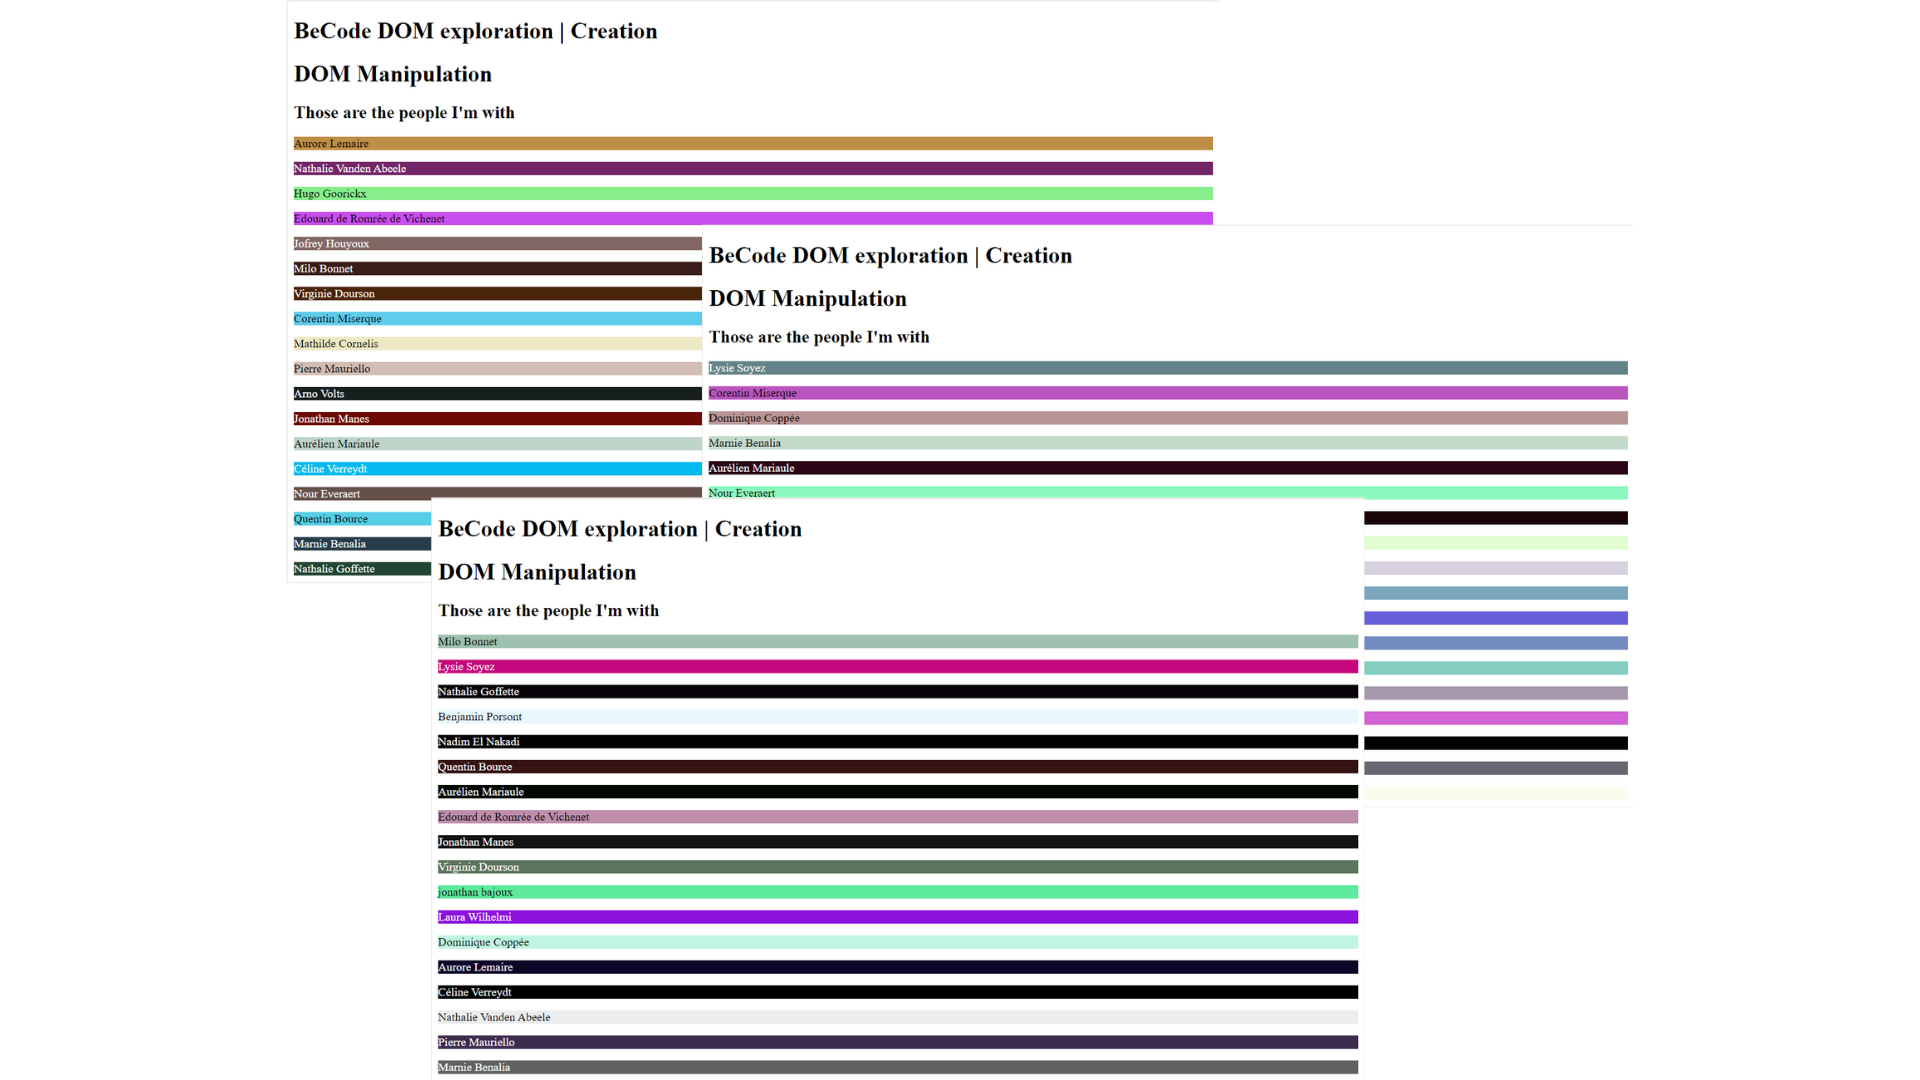 BeCode DOM exploration | Creation
DOM Manipulation
Those are the people I'm with
Aurore Lemaire
Nathalie Vanden Abeele
Hugo Goorickx
Edouard de Romrée de Vichenet
Jofrey Houyoux
Milo Bonnet
Virginie Dourson
Corentin Miserque
Mathilde Cornelis
Pierre Mauriello
Arno Volts
Jonathan Manes
Aurélien Mariaule
Céline Verreydt
Nour Everaert
Quentin Bource
Marnie Benalia
Nathalie Goffette
BeCode DOM exploration | Creation
DOM Manipulation
Those are the people I'm with
Lysie Soyez
Corentin Miserque
Dominique Coppée
Marnie Benalia
Aurélien Mariaule
Nour Everaert
BeCode DOM exploration | Creation
DOM Manipulation
Those are the people I'm with
Milo Bonnet
Lysie Soyez
Nathalie Goffette
Benjamin Porsont
Nadim El Nakadi
Quentin Bource
Aurélien Mariaule
Edouard de Romrée de Vichenet
Jonathan Manes
Virginie Dourson
jonathan bajoux
Laura Wilhelmi
Dominique Coppée
Aurore Lemaire
Céline Verreydt
Nathalie Vanden Abeele
Pierre Mauriello
Marnie Benalia